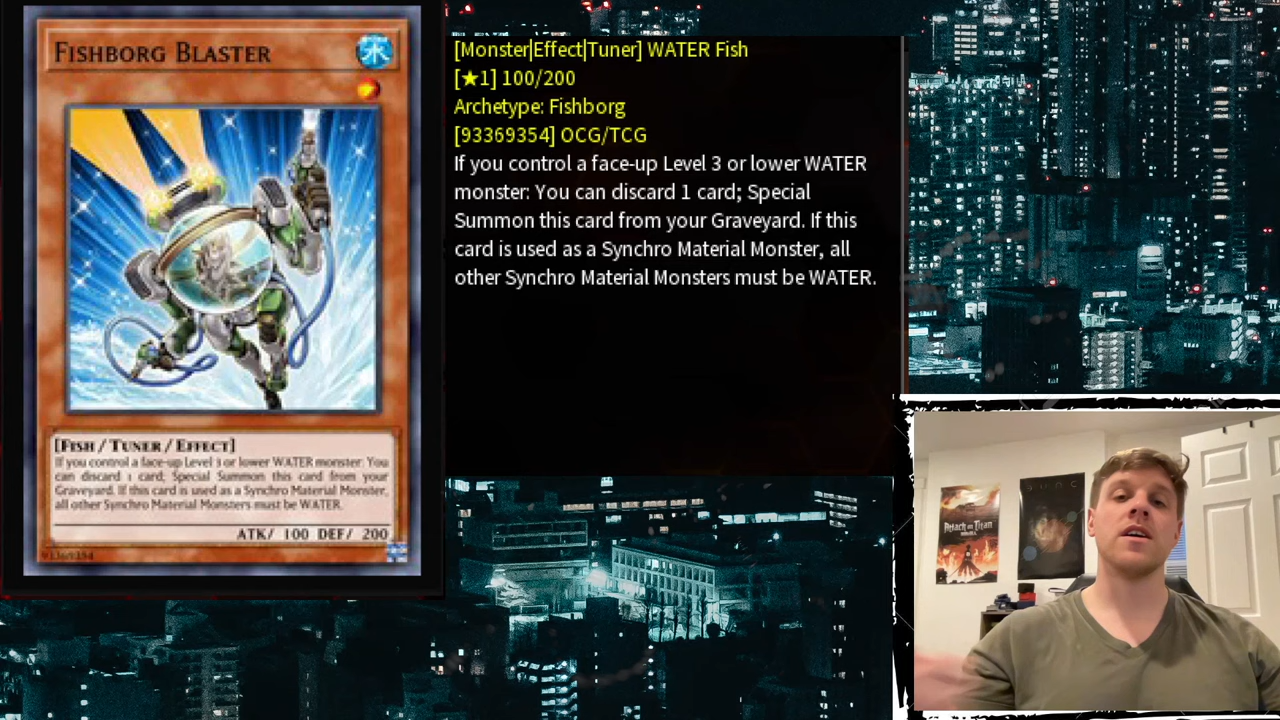 FISHBORG BLASTER
水
[FISH / TUNER / EFFECT]
If you control a face-up Level 3 or lower WATER monster: You
can discard 1 card; Special Summon this card from your
Graveyard. If this card is used as a Synchro Material Monster,
all other Synchro Material Monsters must be WATER.
ATK/ 100 DEF/ 200
93369354
[Monster|Effect|Tuner] WATER Fish
[★1] 100/200
Archetype: Fishborg
[93369354] OCG/TCG
If you control a face-up Level 3 or lower WATER
monster: You can discard 1 card; Special
Summon this card from your Graveyard. If this
card is used as a Synchro Material Monster, all
other Synchro Material Monsters must be WATER.
Attack on Titan